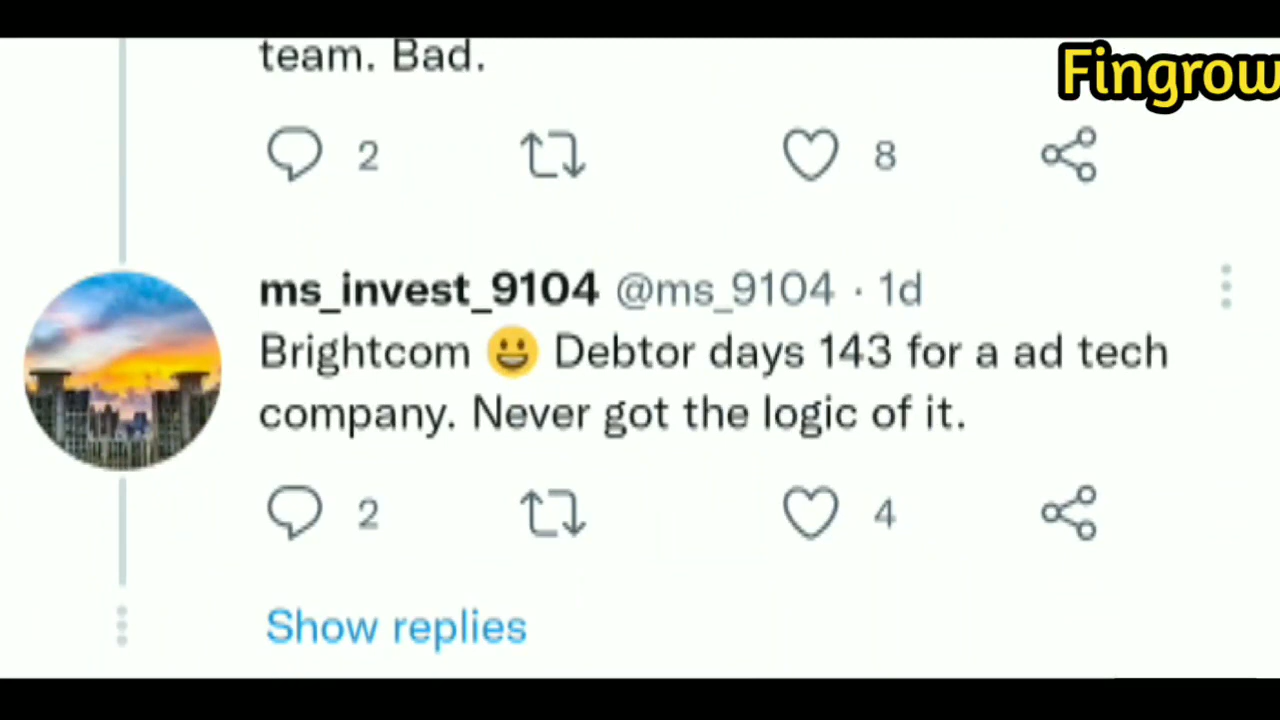 team. Bad.
Fingrow
2
8
ms_invest_9104 @ms_9104 · 1d
Brightcom 😀 Debtor days 143 for a ad tech
company. Never got the logic of it.
2
4
Show replies